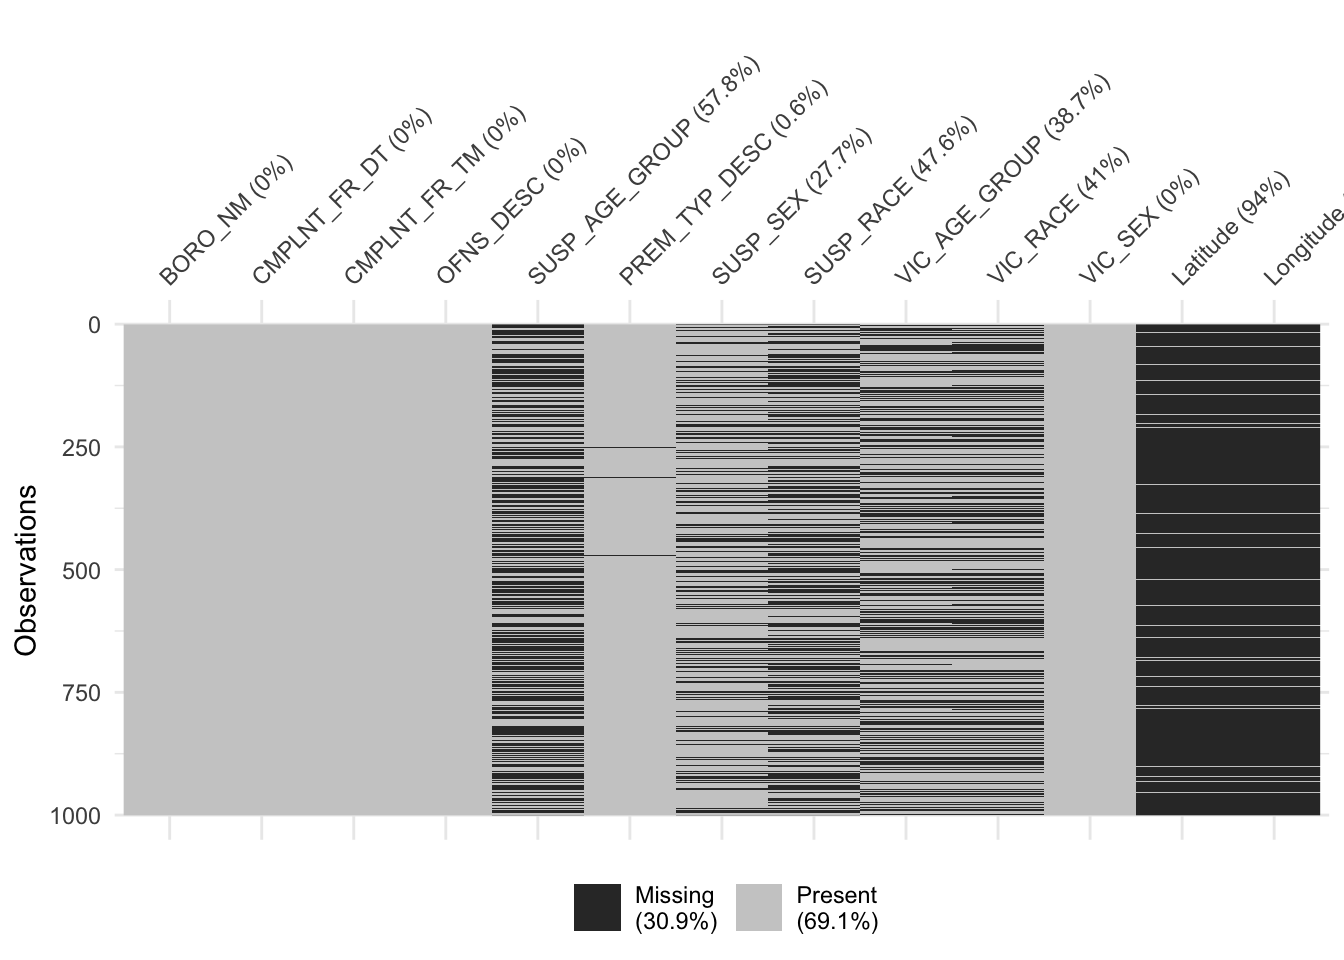 BORO_NM (0%)
CMPLNT_FR_DT (0%)
CMPLNT_FR_TM (0%)
OFNS_DESC (0%)
SUSP_AGE_GROUP (57.8%)
PREM_TYP_DESC (0.6%)
SUSP_SEX (27.7%)
SUSP_RACE (47.6%)
VIC_AGE_GROUP (38.7%)
VIC_RACE (41%)
VIC_SEX (0%)
Latitude (94%)
Longitude
0
250
500
750
1000
Observations
Missing
(30.9%)
Present
(69.1%)